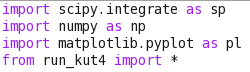 import scipy.integrate as sp
import numpy as np
import matplotlib.pyplot as pl
from run_kut4 import *